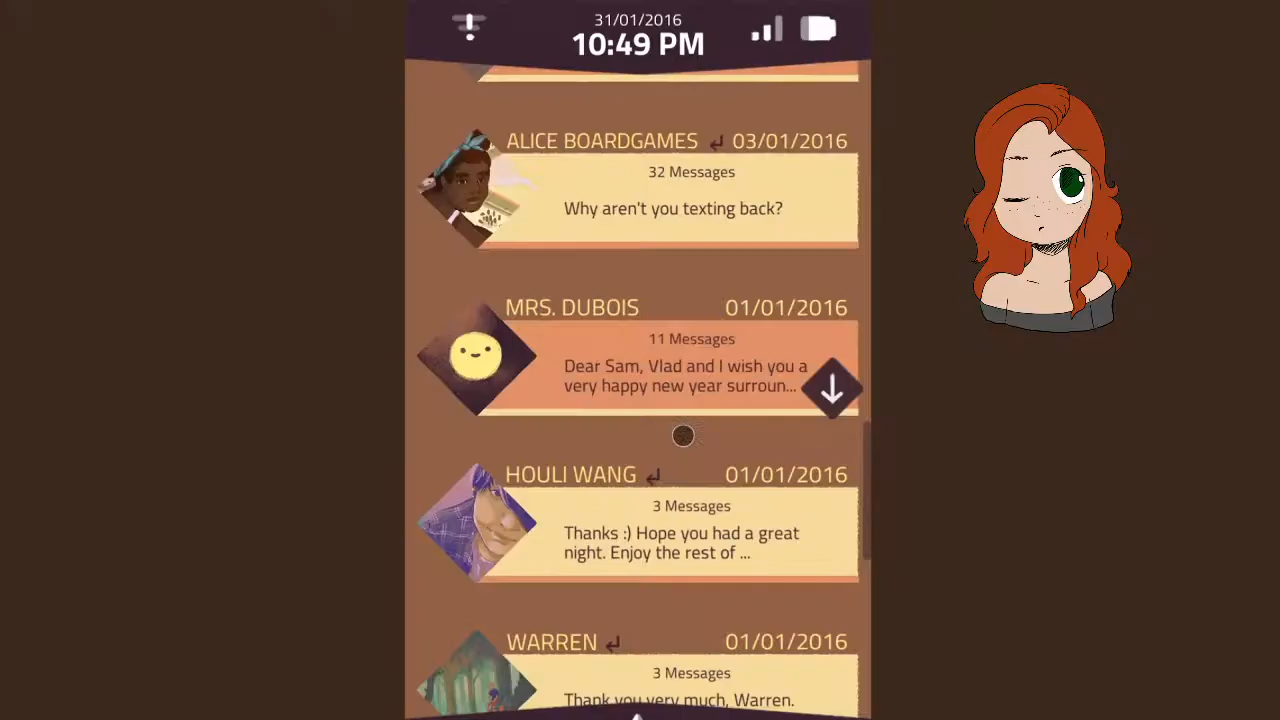 31/01/2016
10:49 PM
ALICE BOARDGAMES 03/01/2016
32 Messages
Why aren't you texting back?
MRS. DUBOIS 01/01/2016
11 Messages
Dear Sam, Vlad and I wish you a
very happy new year surroun...
HOULI WANG 01/01/2016
3 Messages
Thanks :) Hope you had a great
night. Enjoy the rest of ...
WARREN 01/01/2016
3 Messages
Thank you very much, Warren.